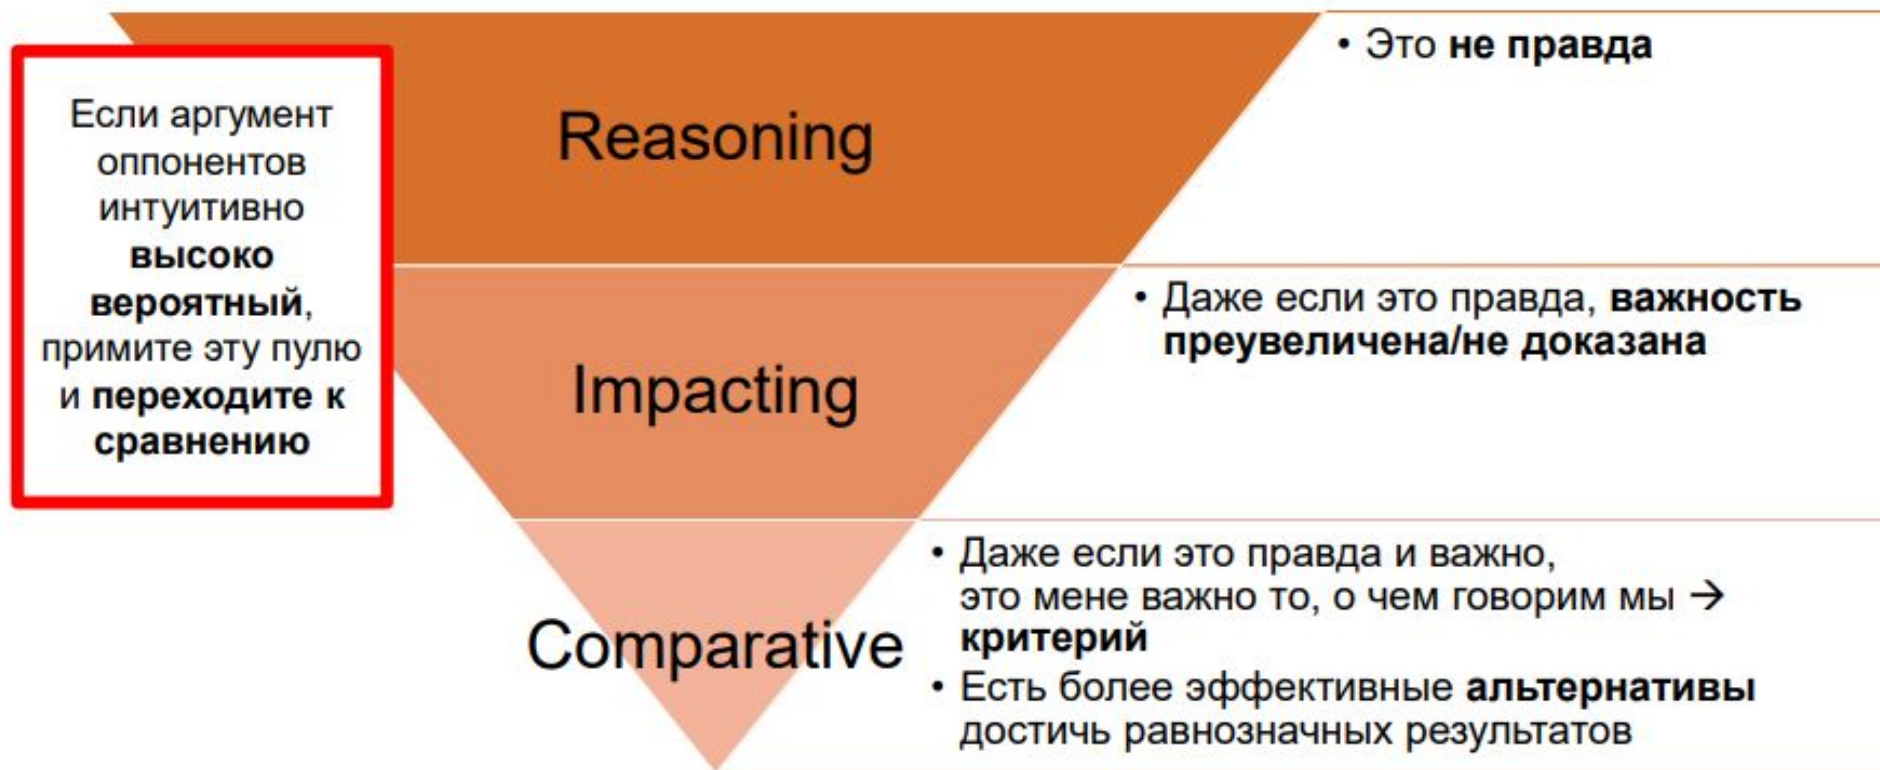 Если аргумент
оппонентов
интуитивно
высоко
вероятный,
примите эту пулю
и переходите к
сравнению
Reasoning
• Это не правда
Impacting
• Даже если это правда, важность
преувеличена/не доказана
Comparative
• Даже если это правда и важно,
это мене важно то, о чем говорим мы →
критерий
• Есть более эффективные альтернативы
достичь равнозначных результатов